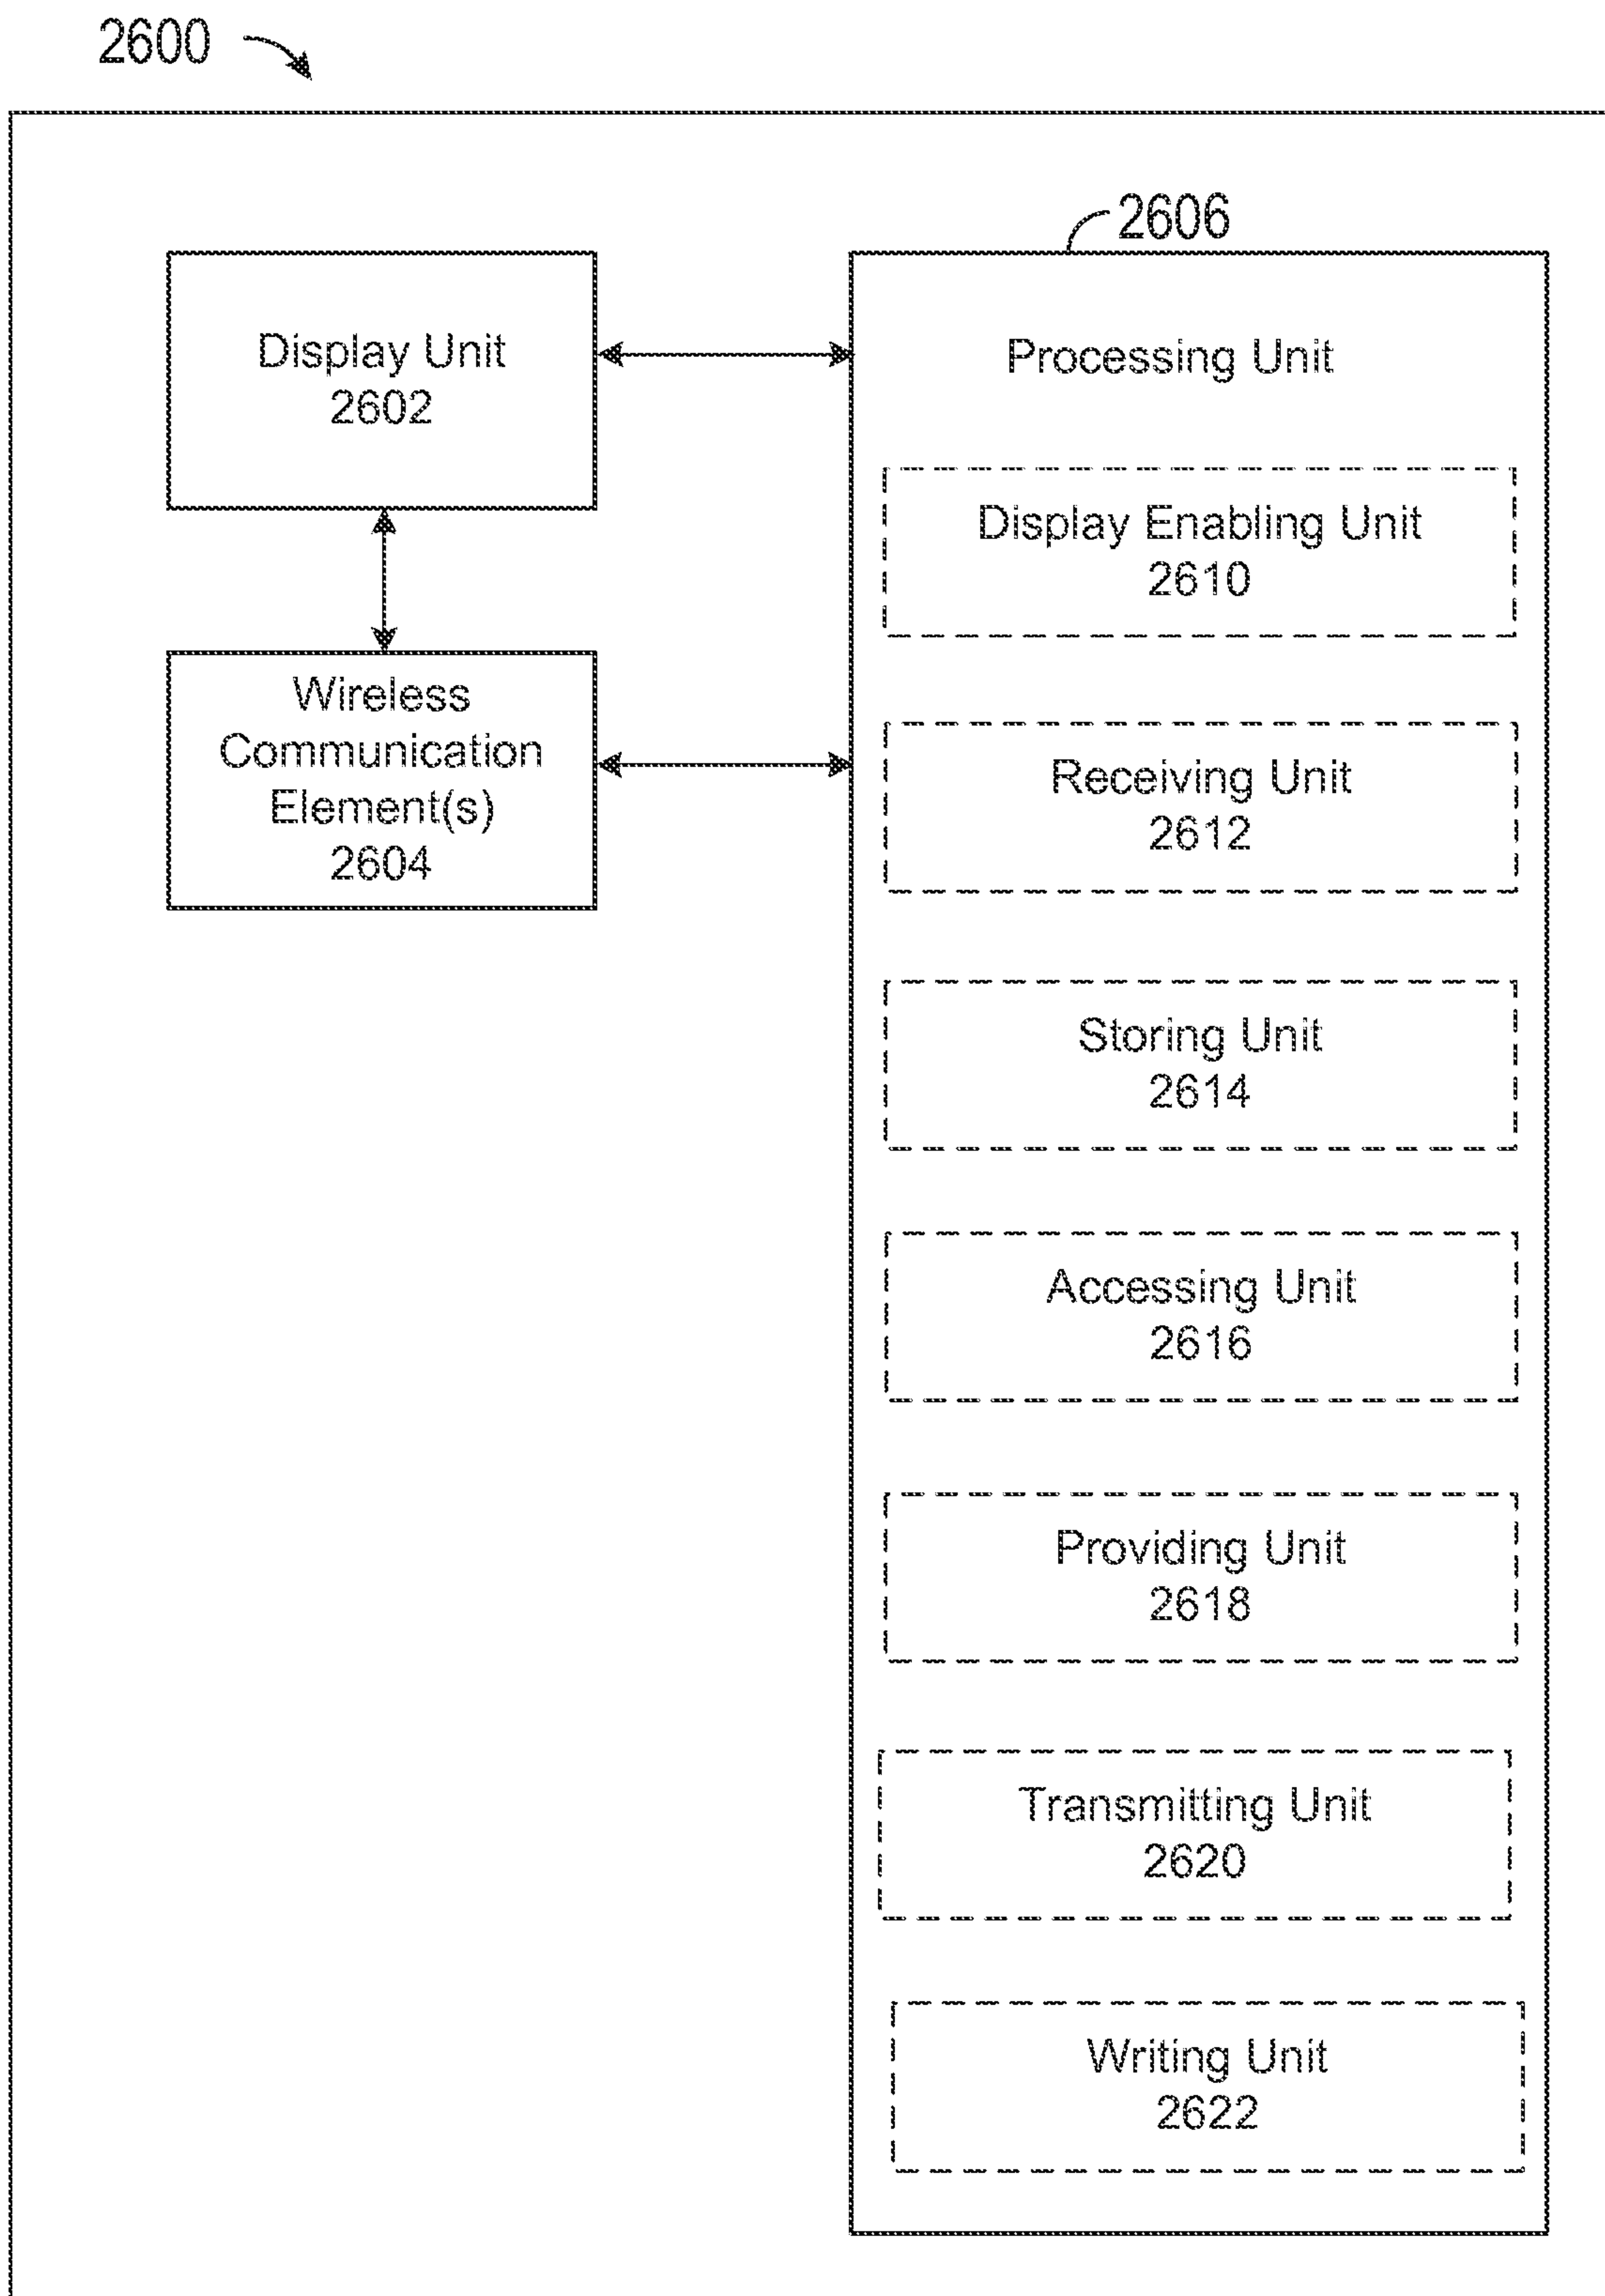 2600
2606
Display Unit
2602
Wireless
Communication
Element(s)
2604
Processing Unit
Display Enabling Unit
2610
Receiving Unit
2612
Storing Unit
2614
Accessing Unit
2616
Providing Unit
2618
Transmitting Unit
2620
Writing Unit
2622